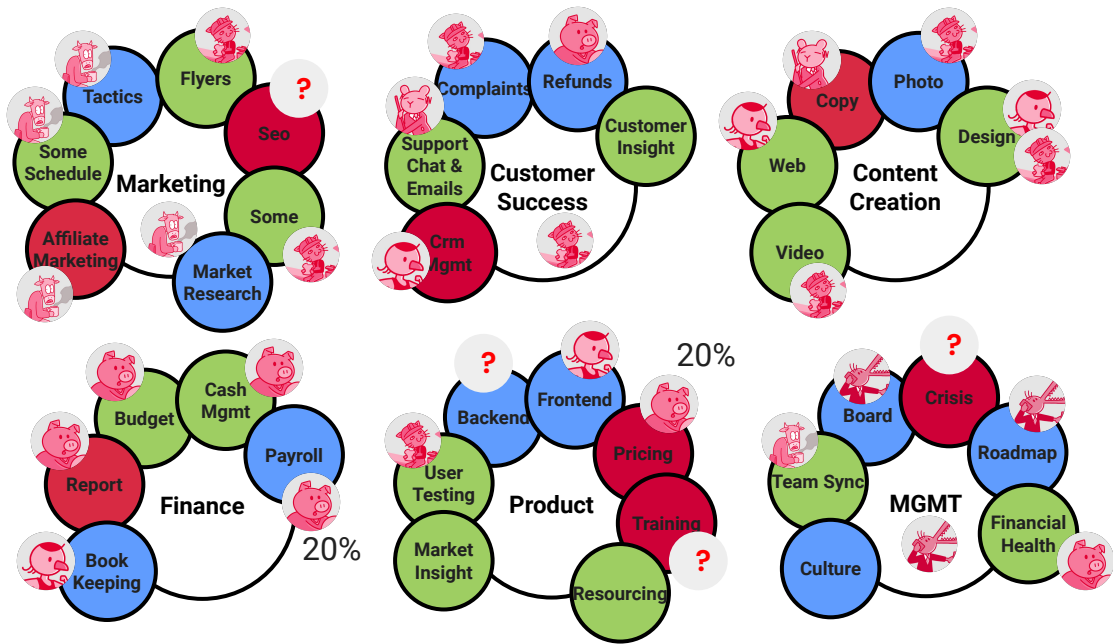 Flyers
?
Tactics
Seo
Some
Schedule
Marketing
Some
Affiliate
Marketing
Market
Research
Complaints
Refunds
Customer
Insight
Support
Chat &
Emails
Customer
Success
Crm
Mgmt
Copy
Photo
Design
Web
Content
Creation
Video
Cash
Mgmt
Budget
Payroll
Report
Finance
20%
Book
Keeping
?
Frontend
20%
Backend
Pricing
User
Testing
Product
Training
Market
Insight
?
Resourcing
?
Crisis
Board
Roadmap
Team Sync
MGMT
Financial
Health
Culture